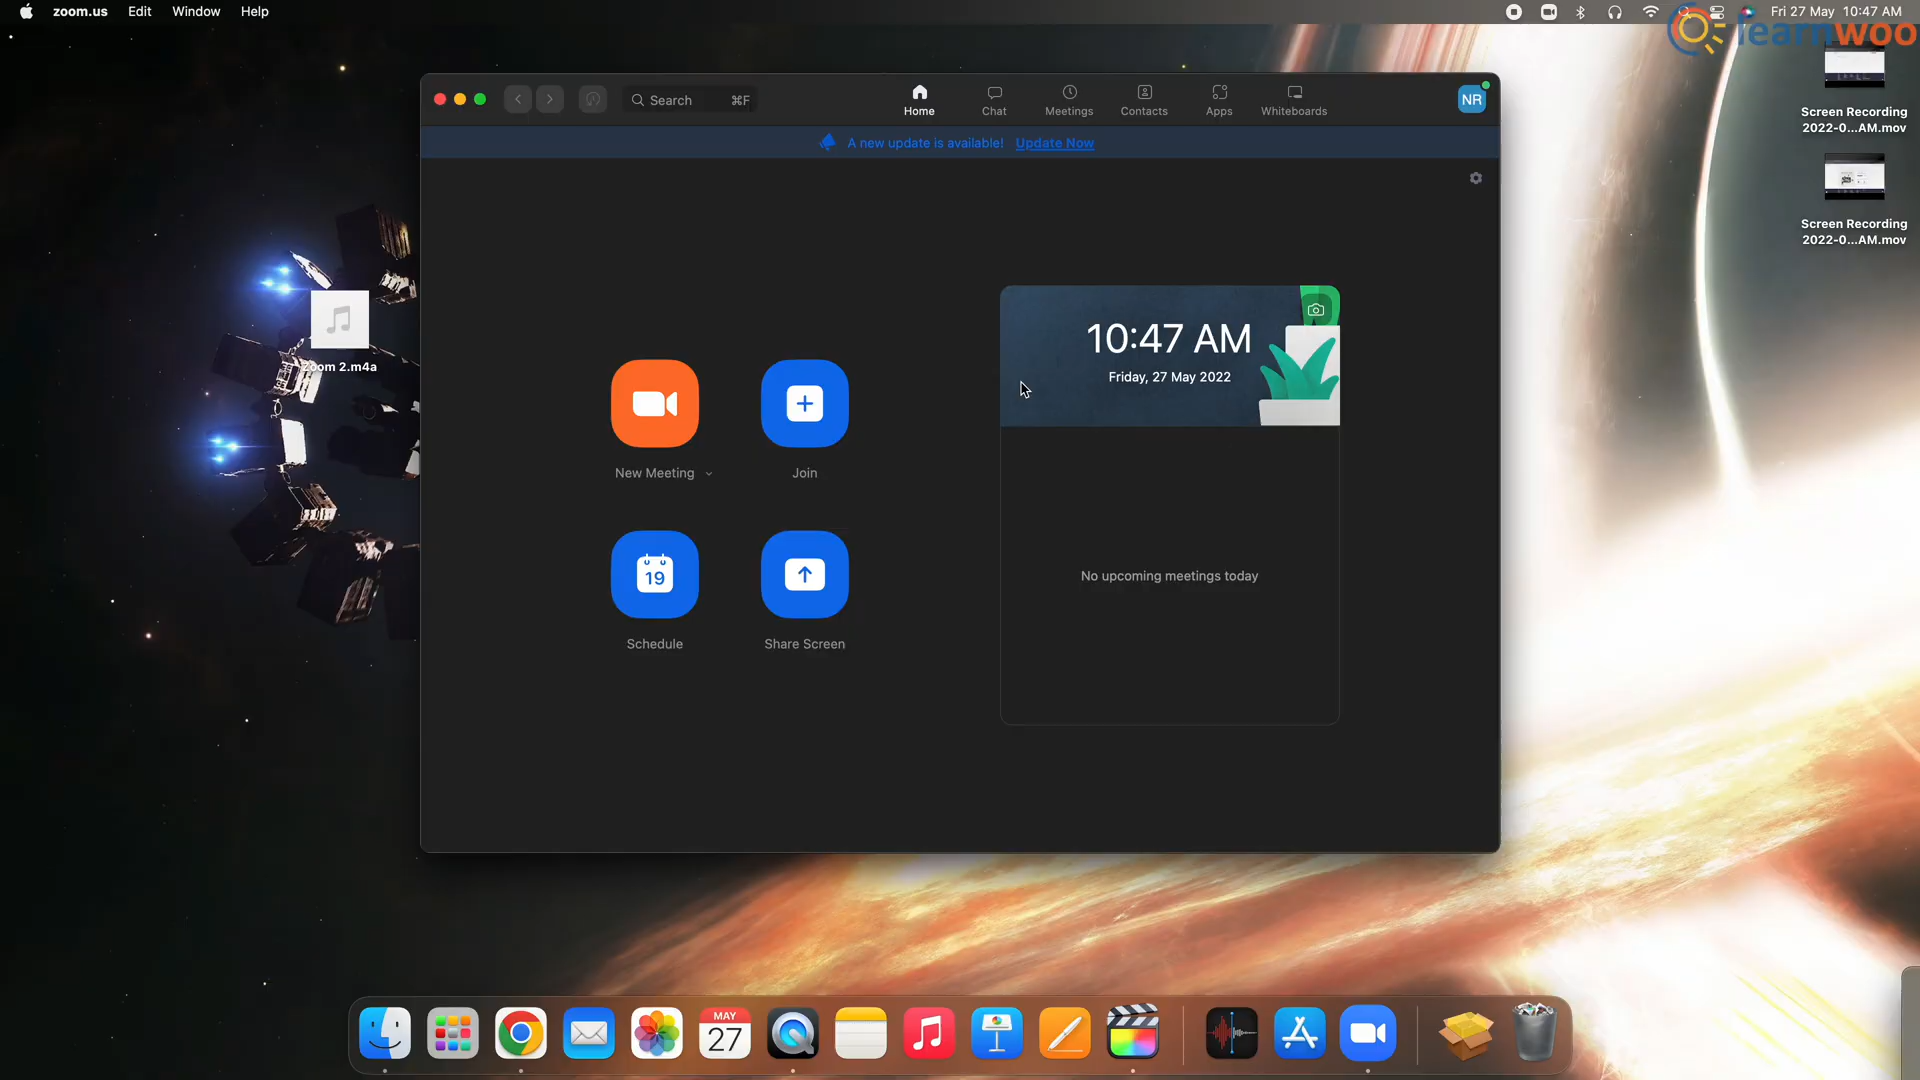 zoom.us Edit Window Help
Fri 27 May 10:47 AM
learnwoo
Search ⌘F
Home
Chat
Meetings
Contacts
Apps
Whiteboards
NR
A new update is available! Update Now
Screen Recording
2022-0...AM.mov
Screen Recording
2022-0...AM.mov
Zoom 2.m4a
10:47 AM
Friday, 27 May 2022
New Meeting
Join
19
Schedule
Share Screen
No upcoming meetings today
MAY
27